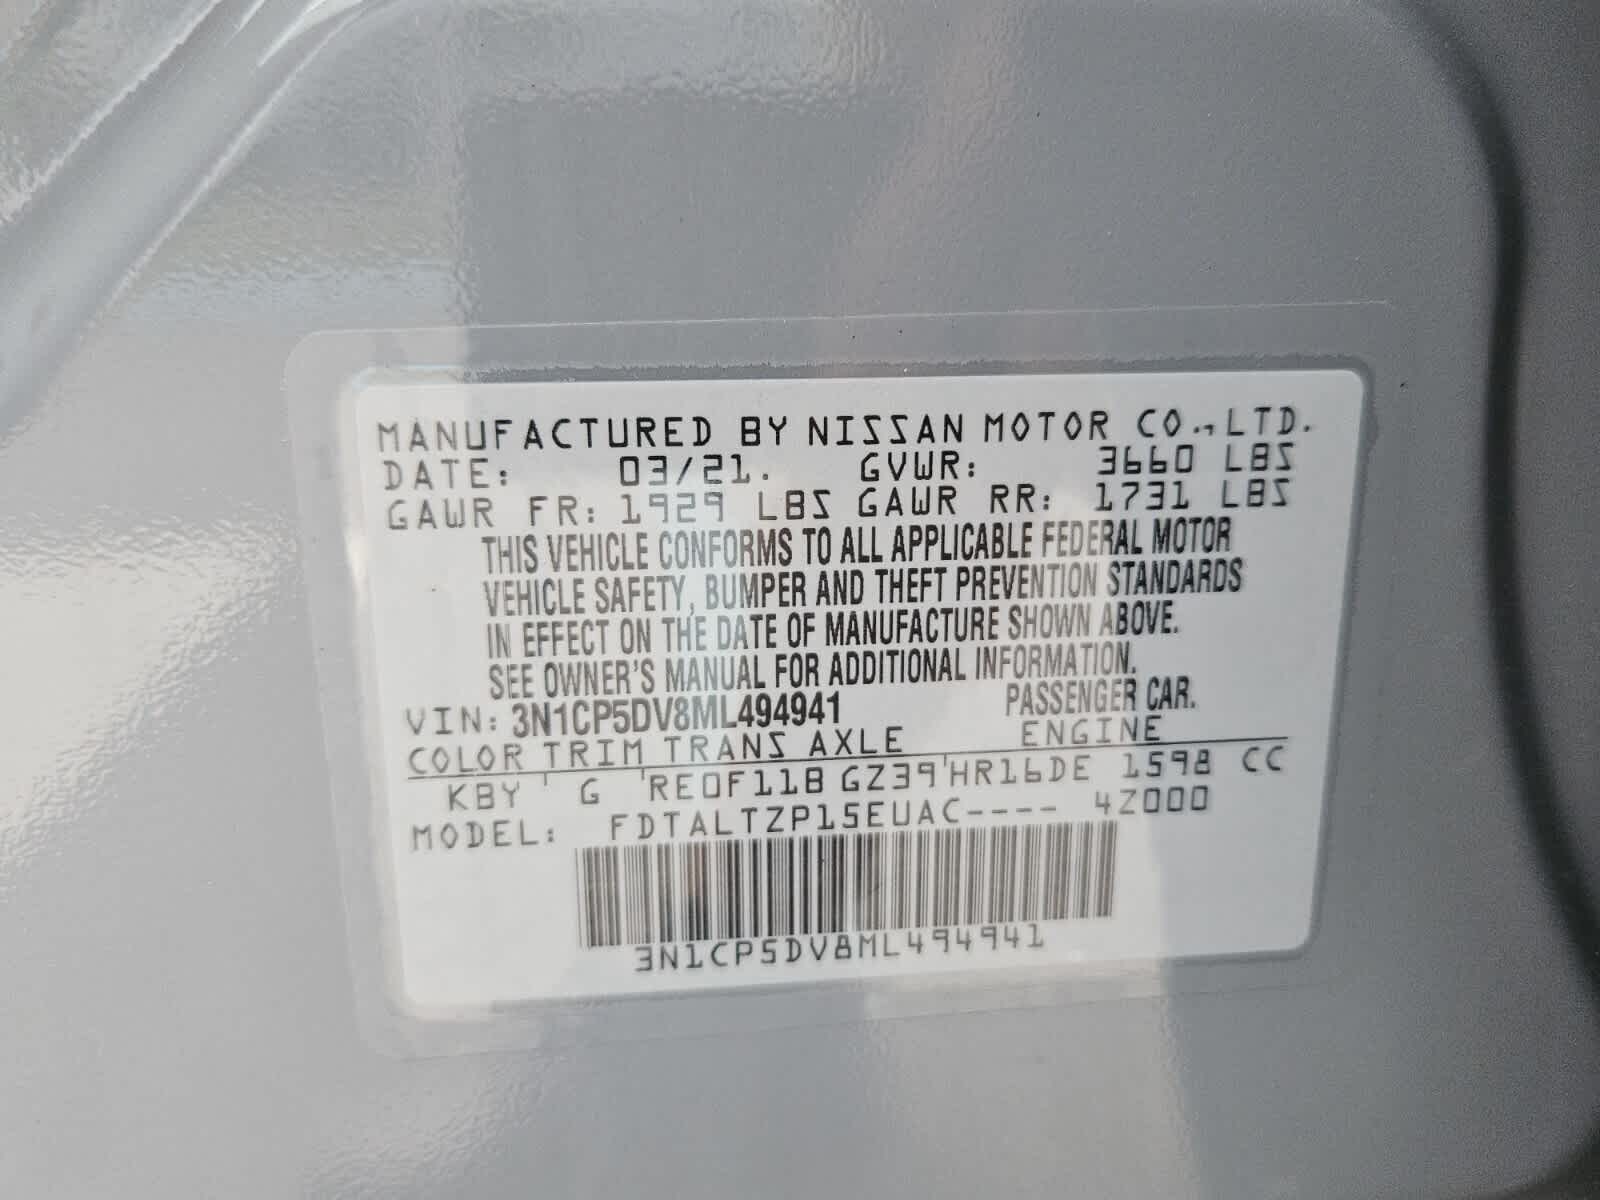 MANUFACTURED BY NISSAN MOTOR CO., LTD.
DATE: 03/21. GVWR: 3660 LBS
GAWR FR: 1929 LBS GAWR RR: 1731 LBS
THIS VEHICLE CONFORMS TO ALL APPLICABLE FEDERAL MOTOR
VEHICLE SAFETY, BUMPER AND THEFT PREVENTION STANDARDS
IN EFFECT ON THE DATE OF MANUFACTURE SHOWN ABOVE.
SEE OWNER'S MANUAL FOR ADDITIONAL INFORMATION.
VIN: 3N1CP5DV8ML494941 PASSENGER CAR.
COLOR TRIM TRANS AXLE ENGINE
KBY ' G 'RE0F11B GZ39'HR16DE 1598 CC
MODEL: FDTALTZP15EUAC---- 4Z000
3N1CP5DV8ML494941